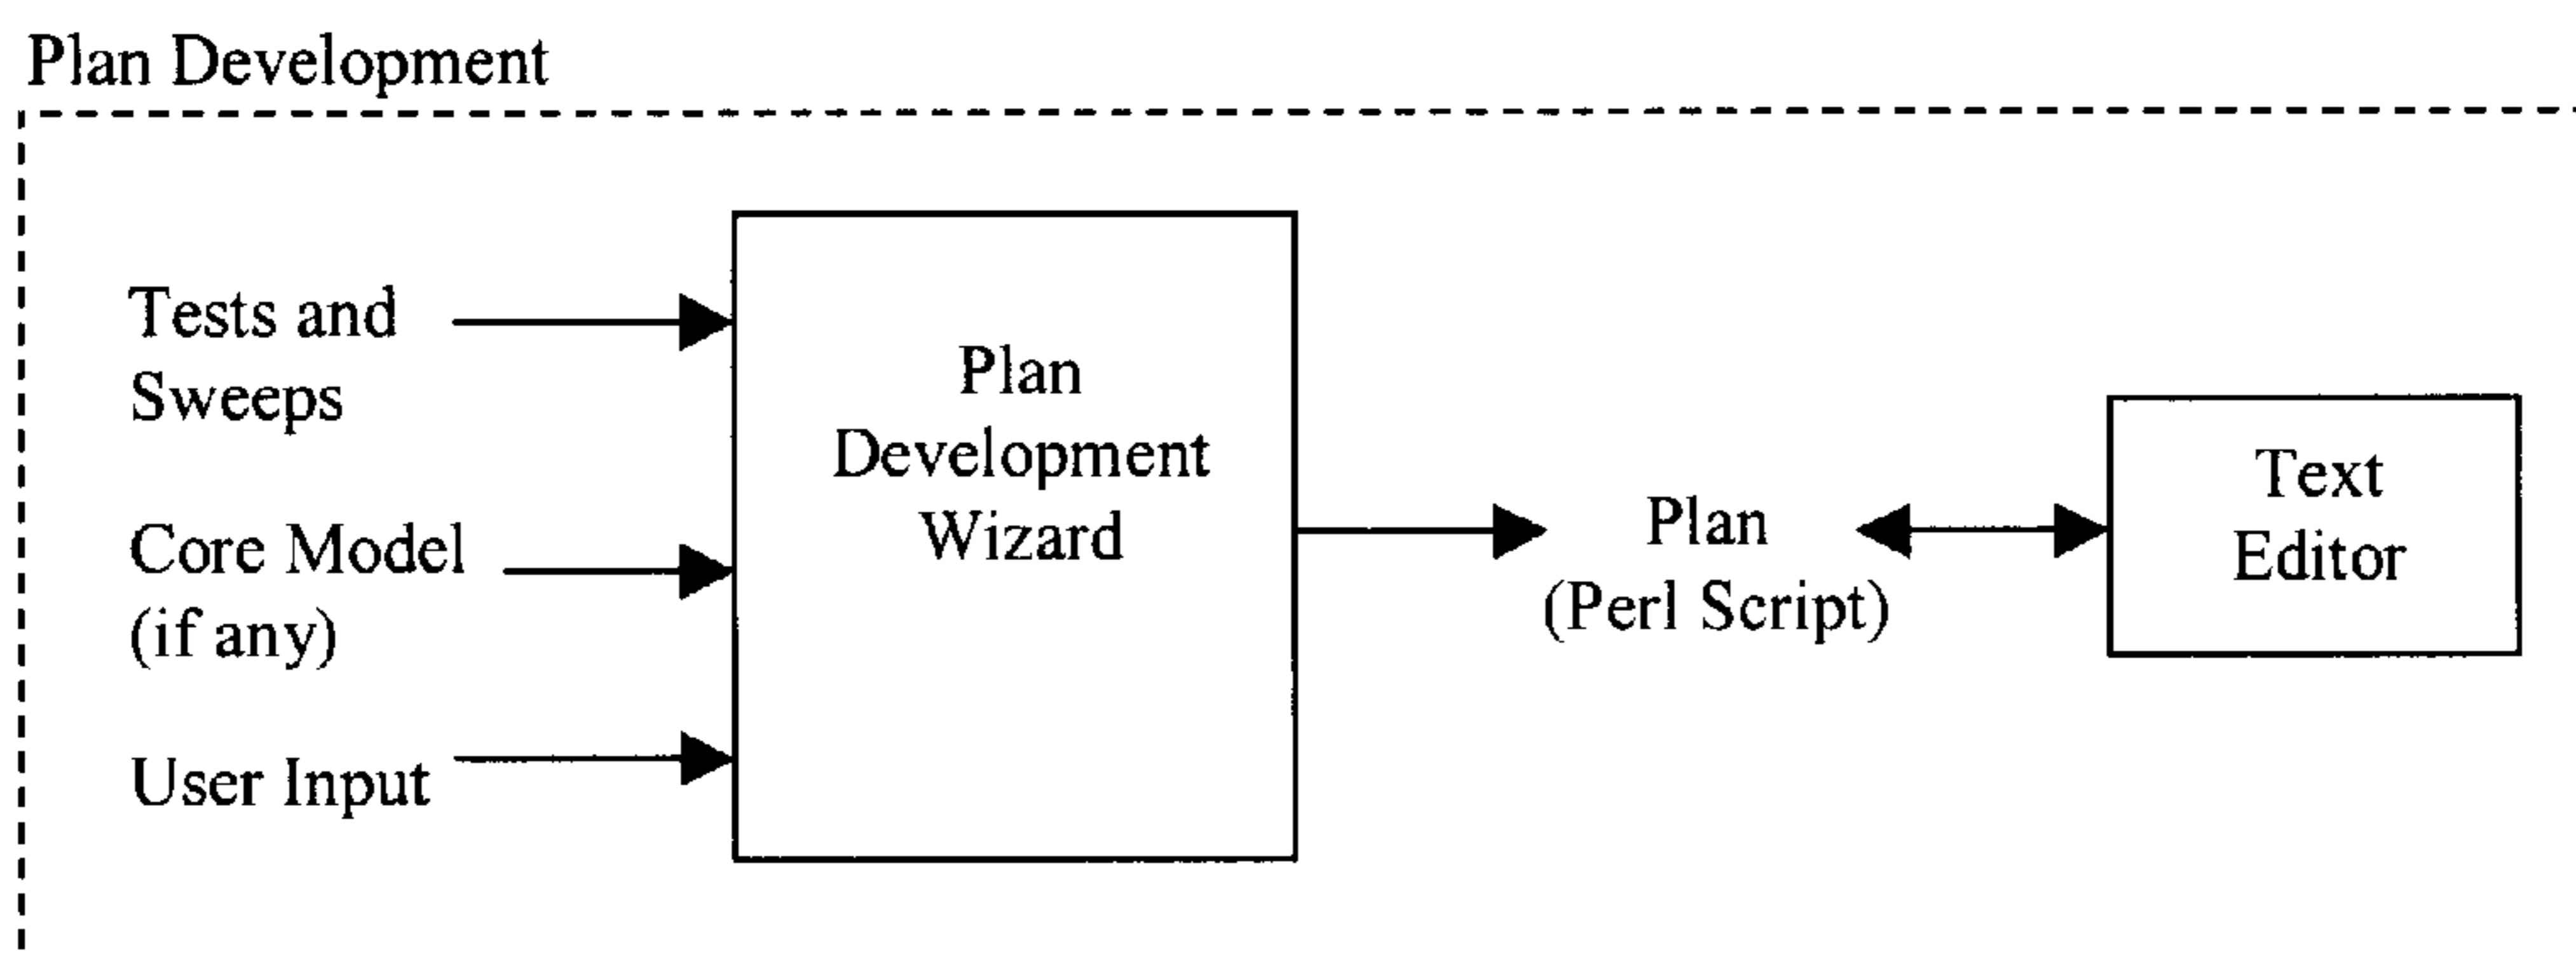 Plan Development
Tests and
Sweeps
Core Model
(if any)
User Input
Plan
Development
Wizard
Plan
(Perl Script)
Text
Editor